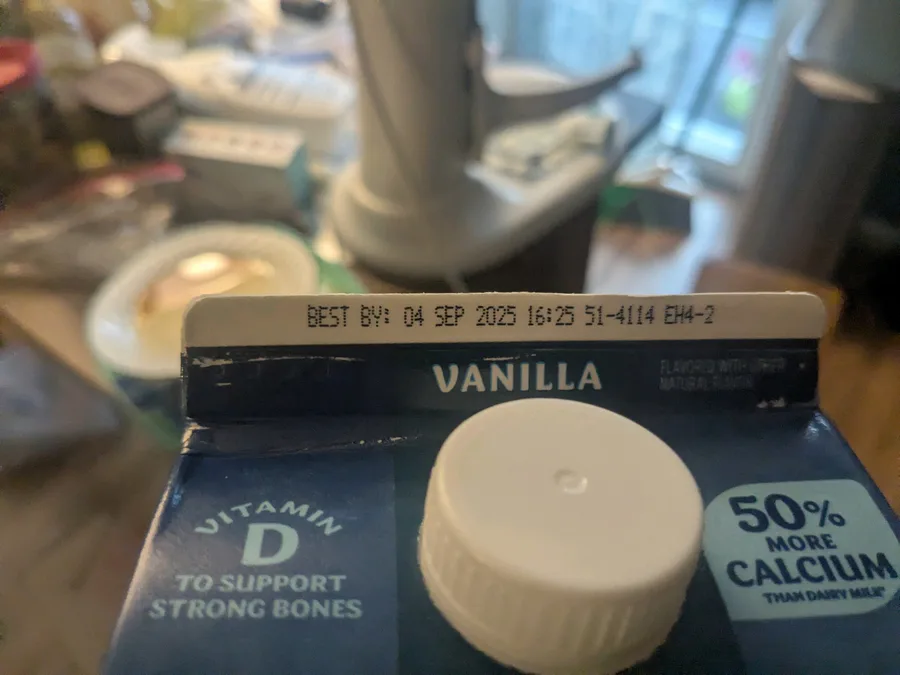 BEST BY: 04 SEP 2025 16:25 51-4114 EH4-2
VANILLA
FLAVORED WITH OTHER
NATURAL FLAVOR
VITAMIN
D
TO SUPPORT
STRONG BONES
50%
MORE
CALCIUM
THAN DAIRY MILK*